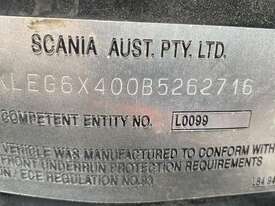 SCANIA AUST. PTY. LTD.
KLEG6X400B5262716
COMPETENT ENTITY NO. L0099
VEHICLE WAS MANUFACTURED TO CONFORM WITH
FRONT UNDERRUN PROTECTION REQUIREMENTS
ECE REGULATION NO.93